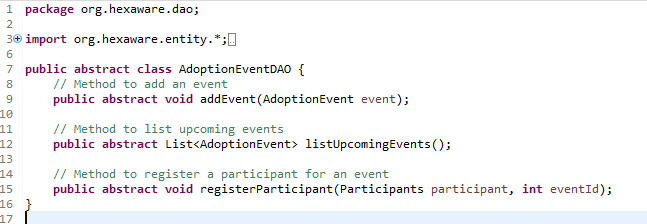 1 package org.hexaware.dao;
2
3 import org.hexaware.entity.*;
6
7 public abstract class AdoptionEventDAO {
8 // Method to add an event
9 public abstract void addEvent(AdoptionEvent event);
10
11 // Method to list upcoming events
12 public abstract List<AdoptionEvent> listUpcomingEvents();
13
14 // Method to register a participant for an event
15 public abstract void registerParticipant(Participants participant, int eventId);
16 }
17